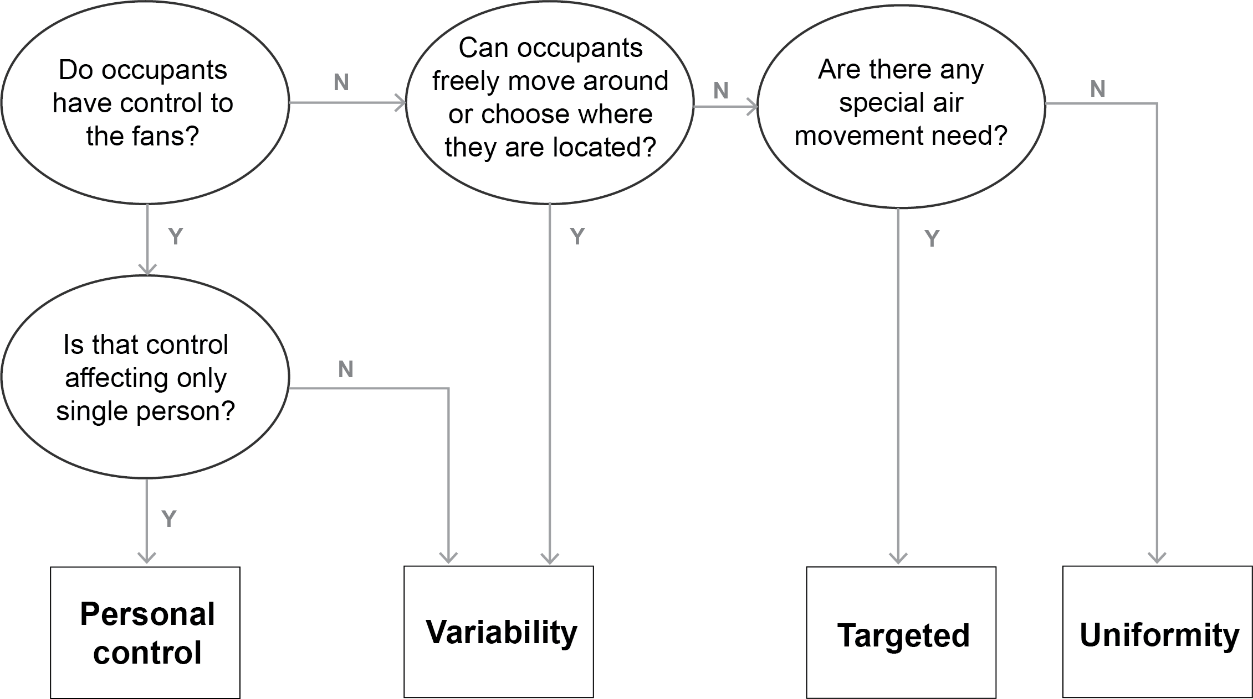 Do occupants
have control to
the fans?
N
Can occupants
freely move around
or choose where
they are located?
N
Are there any
special air
movement need?
N
Y
Y
Y
Is that control
affecting only
single person?
N
Y
Personal
control
Variability
Targeted
Uniformity